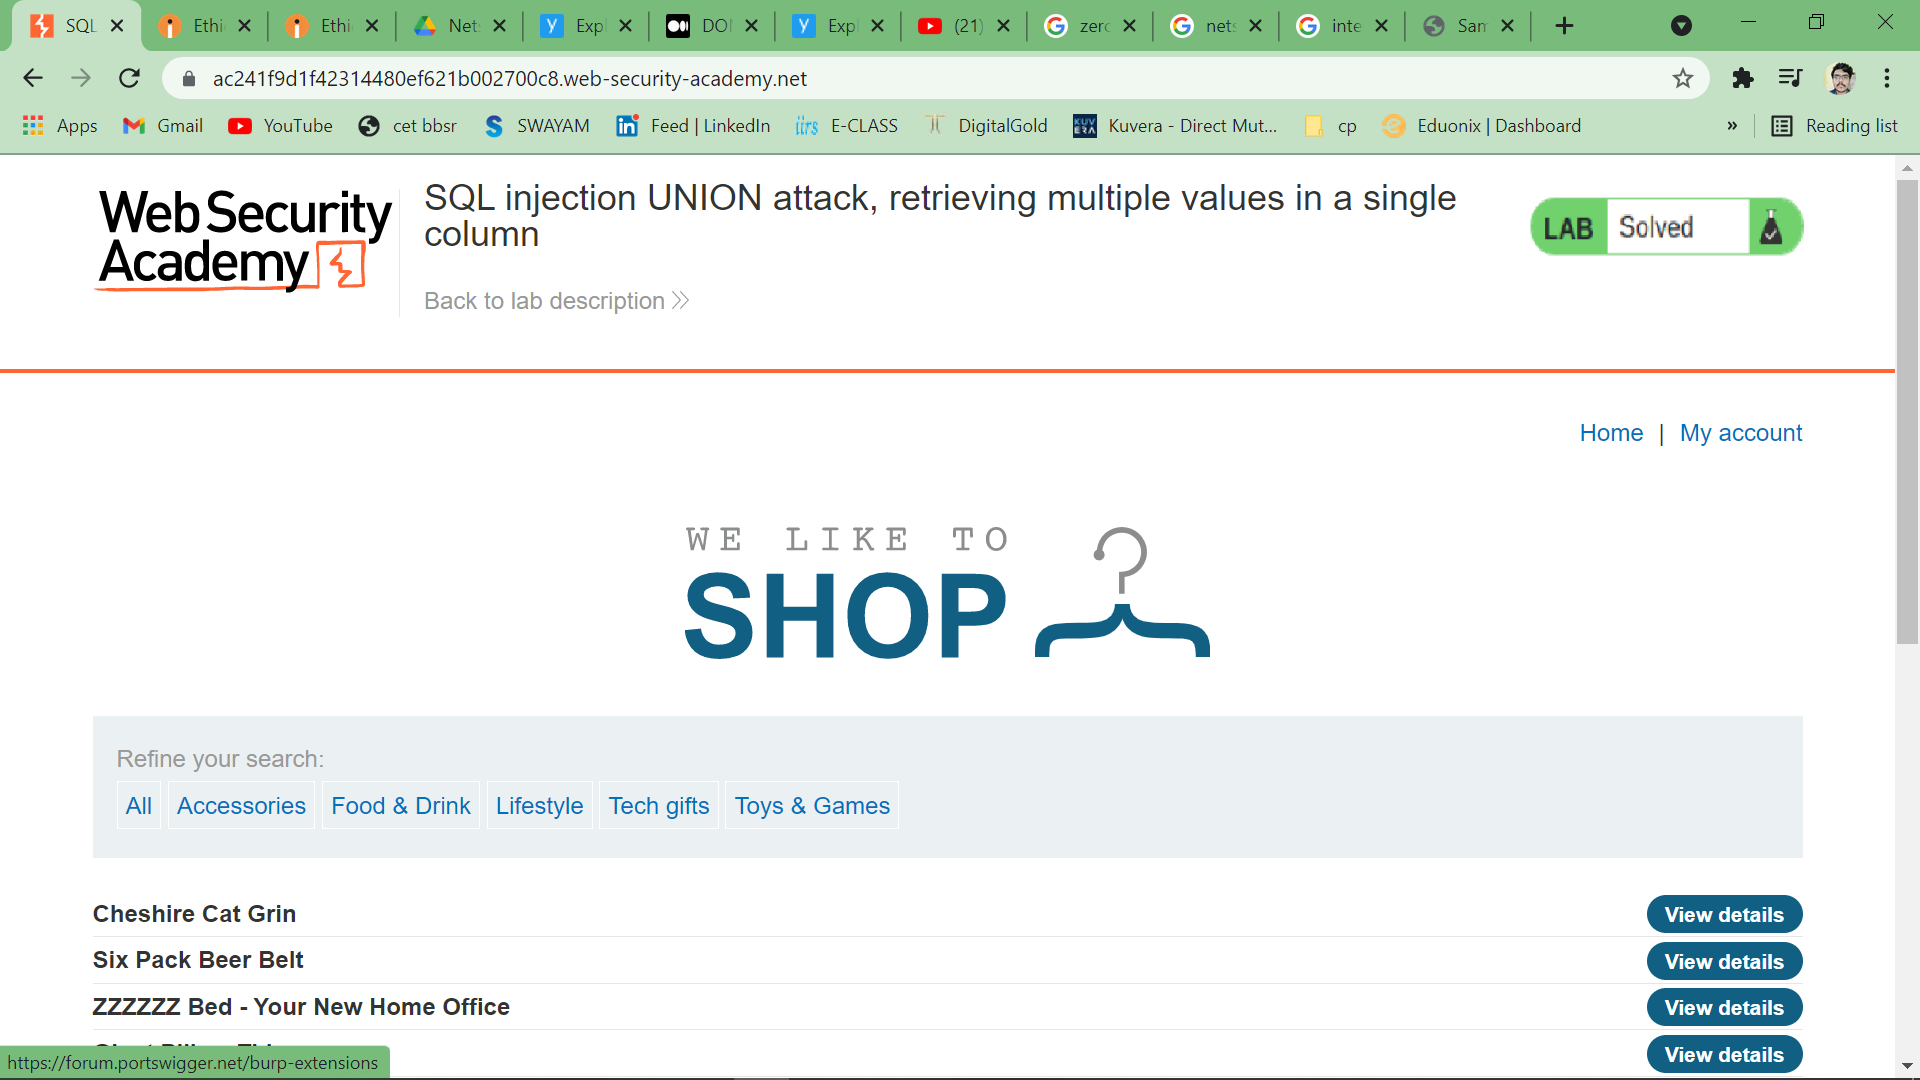 SQL
Ethi
Ethi
Net
Exp
DO
Exp
(21)
zero
nets
inte
Sam
ac241f9d1f42314480ef621b002700c8.web-security-academy.net
Apps Gmail YouTube cet bbsr SWAYAM Feed | LinkedIn E-CLASS DigitalGold Kuvera - Direct Mut... cp Eduonix | Dashboard » Reading list
Web Security
Academy
SQL injection UNION attack, retrieving multiple values in a single
column
Back to lab description
LAB Solved
Home | My account
WE LIKE TO
SHOP
Refine your search:
All Accessories Food & Drink Lifestyle Tech gifts Toys & Games
Cheshire Cat Grin View details
Six Pack Beer Belt View details
ZZZZZZ Bed - Your New Home Office View details
View details
https://forum.portswigger.net/burp-extensions